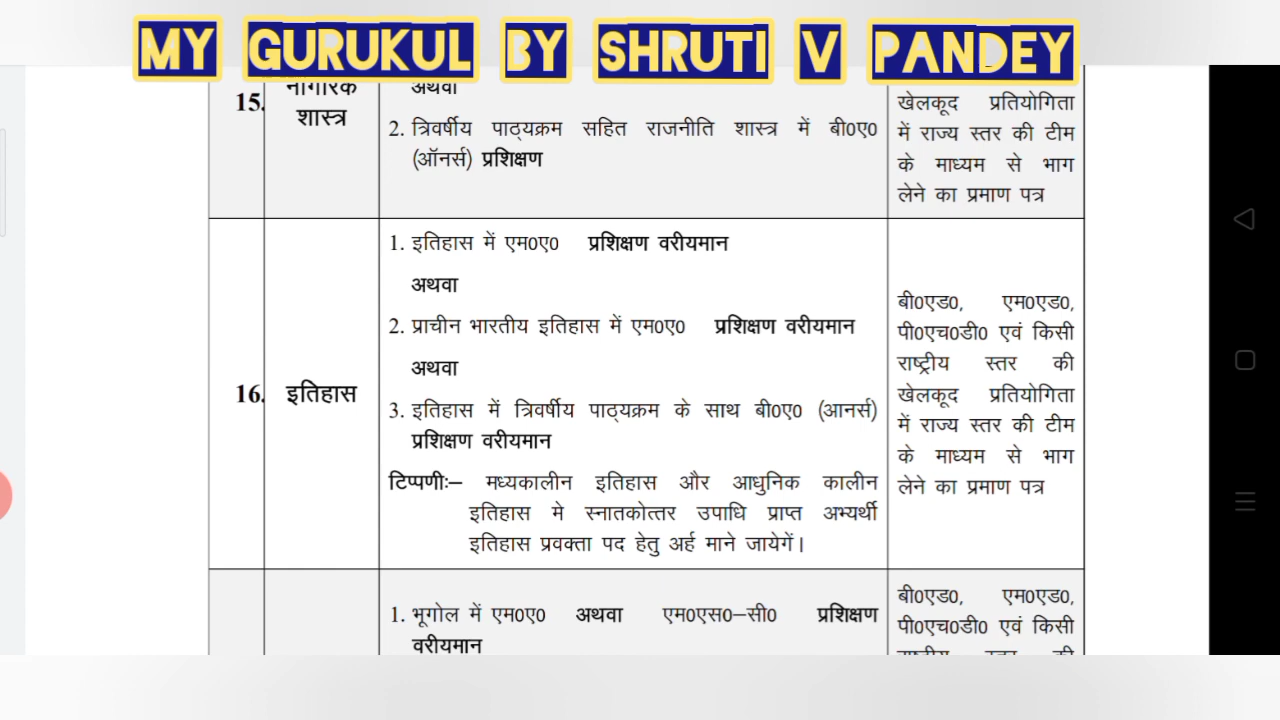 MY GURUKUL BY SHRUTI V PANDEY
15.
नागरिक
शास्त्र
अथवा
2. त्रिवर्षीय पाठ्यक्रम सहित राजनीति शास्त्र में बी0ए0
(ऑनर्स) प्रशिक्षण
खेलकूद प्रतियोगिता
में राज्य स्तर की टीम
के माध्यम से भाग
लेने का प्रमाण पत्र
16.
इतिहास
1. इतिहास में एम0ए0 प्रशिक्षण वरीयमान
अथवा
2. प्राचीन भारतीय इतिहास में एम0ए0 प्रशिक्षण वरीयमान
अथवा
3. इतिहास में त्रिवर्षीय पाठ्यक्रम के साथ बी0ए0 (आनर्स)
प्रशिक्षण वरीयमान
टिप्पणीः– मध्यकालीन इतिहास और आधुनिक कालीन
इतिहास मे स्नातकोत्तर उपाधि प्राप्त अभ्यर्थी
इतिहास प्रवक्ता पद हेतु अर्ह माने जायेगें।
बी0एड0, एम0एड0,
पी0एच0डी0 एवं किसी
राष्ट्रीय स्तर की
खेलकूद प्रतियोगिता
में राज्य स्तर की टीम
के माध्यम से भाग
लेने का प्रमाण पत्र
1. भूगोल में एम0ए0 अथवा एम0एस0–सी0 प्रशिक्षण
वरीयमान
बी0एड0, एम0एड0,
पी0एच0डी0 एवं किसी